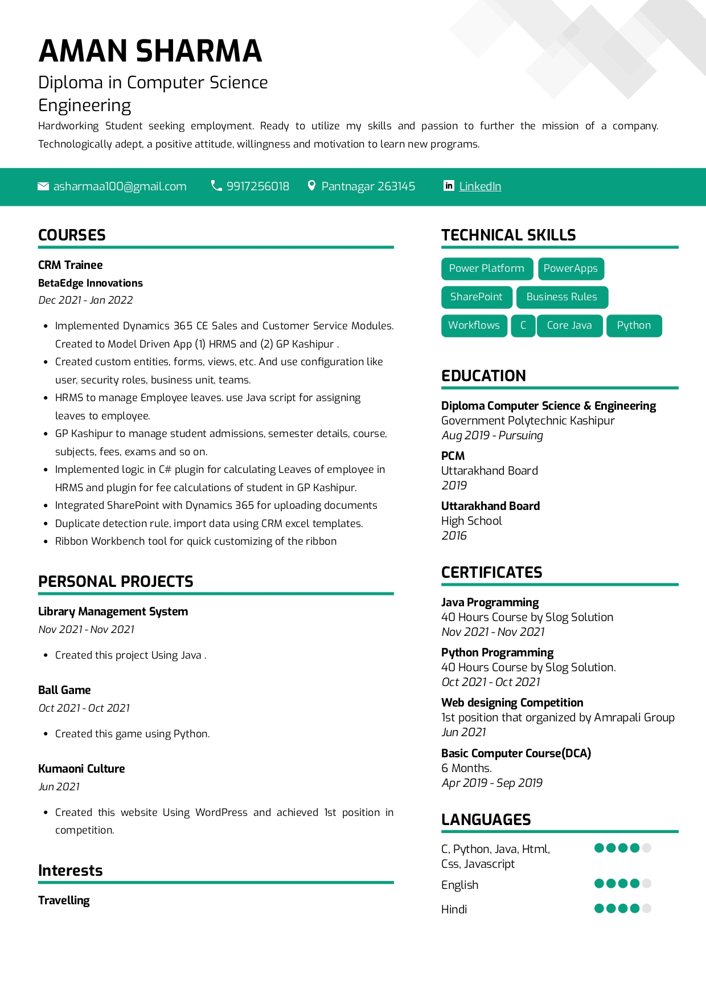 AMAN SHARMA
Diploma in Computer Science
Engineering
Hardworking Student seeking employment. Ready to utilize my skills and passion to further the mission of a company.
Technologically adept, a positive attitude, willingness and motivation to learn new programs.
asharmaa100@gmail.com 9917256018 Pantnagar 263145 LinkedIn
COURSES
CRM Trainee
BetaEdge Innovations
Dec 2021 - Jan 2022
• Implemented Dynamics 365 CE Sales and Customer Service Modules.
Created to Model Driven App (1) HRMS and (2) GP Kashipur .
• Created custom entities, forms, views, etc. And use configuration like
user, security roles, business unit, teams.
• HRMS to manage Employee leaves. use Java script for assigning
leaves to employee.
• GP Kashipur to manage student admissions, semester details, course,
subjects, fees, exams and so on.
• Implemented logic in C# plugin for calculating Leaves of employee in
HRMS and plugin for fee calculations of student in GP Kashipur.
• Integrated SharePoint with Dynamics 365 for uploading documents
• Duplicate detection rule, import data using CRM excel templates.
• Ribbon Workbench tool for quick customizing of the ribbon
PERSONAL PROJECTS
Library Management System
Nov 2021 - Nov 2021
• Created this project Using Java .
Ball Game
Oct 2021 - Oct 2021
• Created this game using Python.
Kumaoni Culture
Jun 2021
• Created this website Using WordPress and achieved 1st position in
competition.
Interests
Travelling
TECHNICAL SKILLS
Power Platform PowerApps
SharePoint Business Rules
Workflows C Core Java Python
EDUCATION
Diploma Computer Science & Engineering
Government Polytechnic Kashipur
Aug 2019 - Pursuing
PCM
Uttarakhand Board
2019
Uttarakhand Board
High School
2016
CERTIFICATES
Java Programming
40 Hours Course by Slog Solution
Nov 2021 - Nov 2021
Python Programming
40 Hours Course by Slog Solution.
Oct 2021 - Oct 2021
Web designing Competition
1st position that organized by Amrapali Group
Jun 2021
Basic Computer Course(DCA)
6 Months.
Apr 2019 - Sep 2019
LANGUAGES
C, Python, Java, Html,
Css, Javascript
English
Hindi